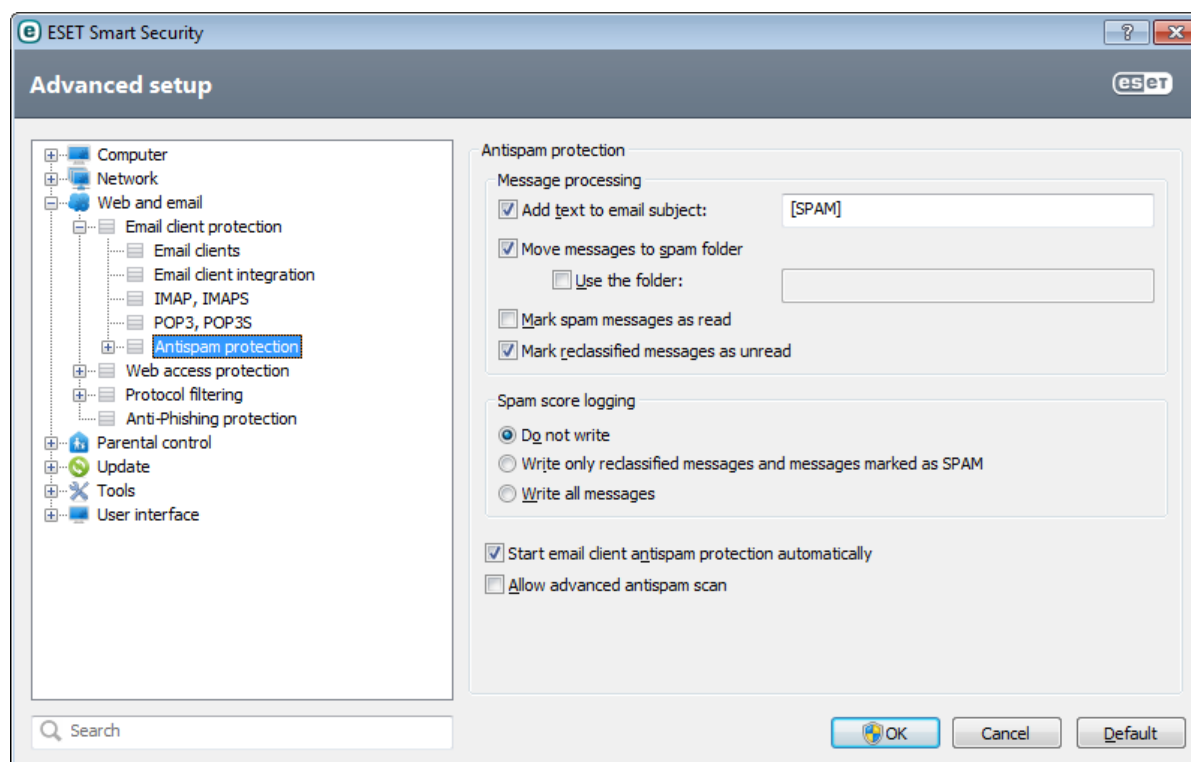 ESET Smart Security
Advanced setup
eset
Computer
Network
Web and email
Email client protection
Email clients
Email client integration
IMAP, IMAPS
POP3, POP3S
Antispam protection
Web access protection
Protocol filtering
Anti-Phishing protection
Parental control
Update
Tools
User interface
Search
Antispam protection
Message processing
Add text to email subject: [SPAM]
Move messages to spam folder
Use the folder:
Mark spam messages as read
Mark reclassified messages as unread
Spam score logging
Do not write
Write only reclassified messages and messages marked as SPAM
Write all messages
Start email client antispam protection automatically
Allow advanced antispam scan
OK Cancel Default